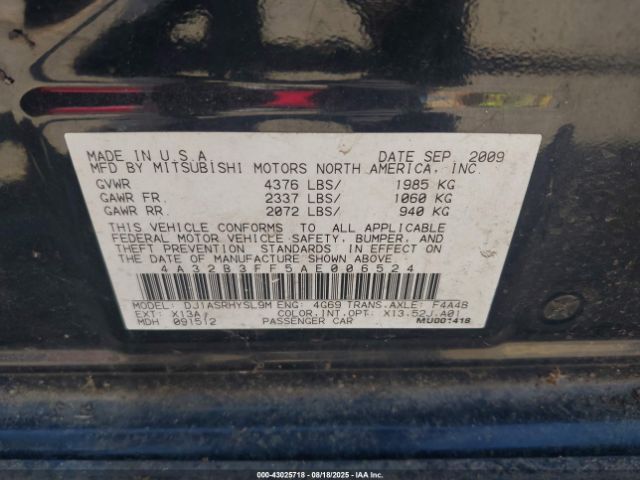 MADE IN U.S.A. DATE SEP 2009
MFD BY MITSUBISHI MOTORS NORTH AMERICA, INC.
GVWR 4376 LBS/ 1985 KG
GAWR FR. 2337 LBS/ 1060 KG
GAWR RR. 2072 LBS/ 940 KG
THIS VEHICLE CONFORMS TO ALL APPLICABLE
FEDERAL MOTOR VEHICLE SAFETY, BUMPER, AND
THEFT PREVENTION STANDARDS IN EFFECT ON
THE DATE OF MANUFACTURE SHOWN ABOVE.
4A32B3FF5AE006524
MODEL: DJ1ASRHYSL9M ENG: 4G69 TRANS.AXLE: F4A4B
EXT: X13A COLOR.INT.OPT: X13.52J.A01
MDH 091512 PASSENGER CAR MU001418
000-43025718 - 08/18/2025 - IAAI.COM